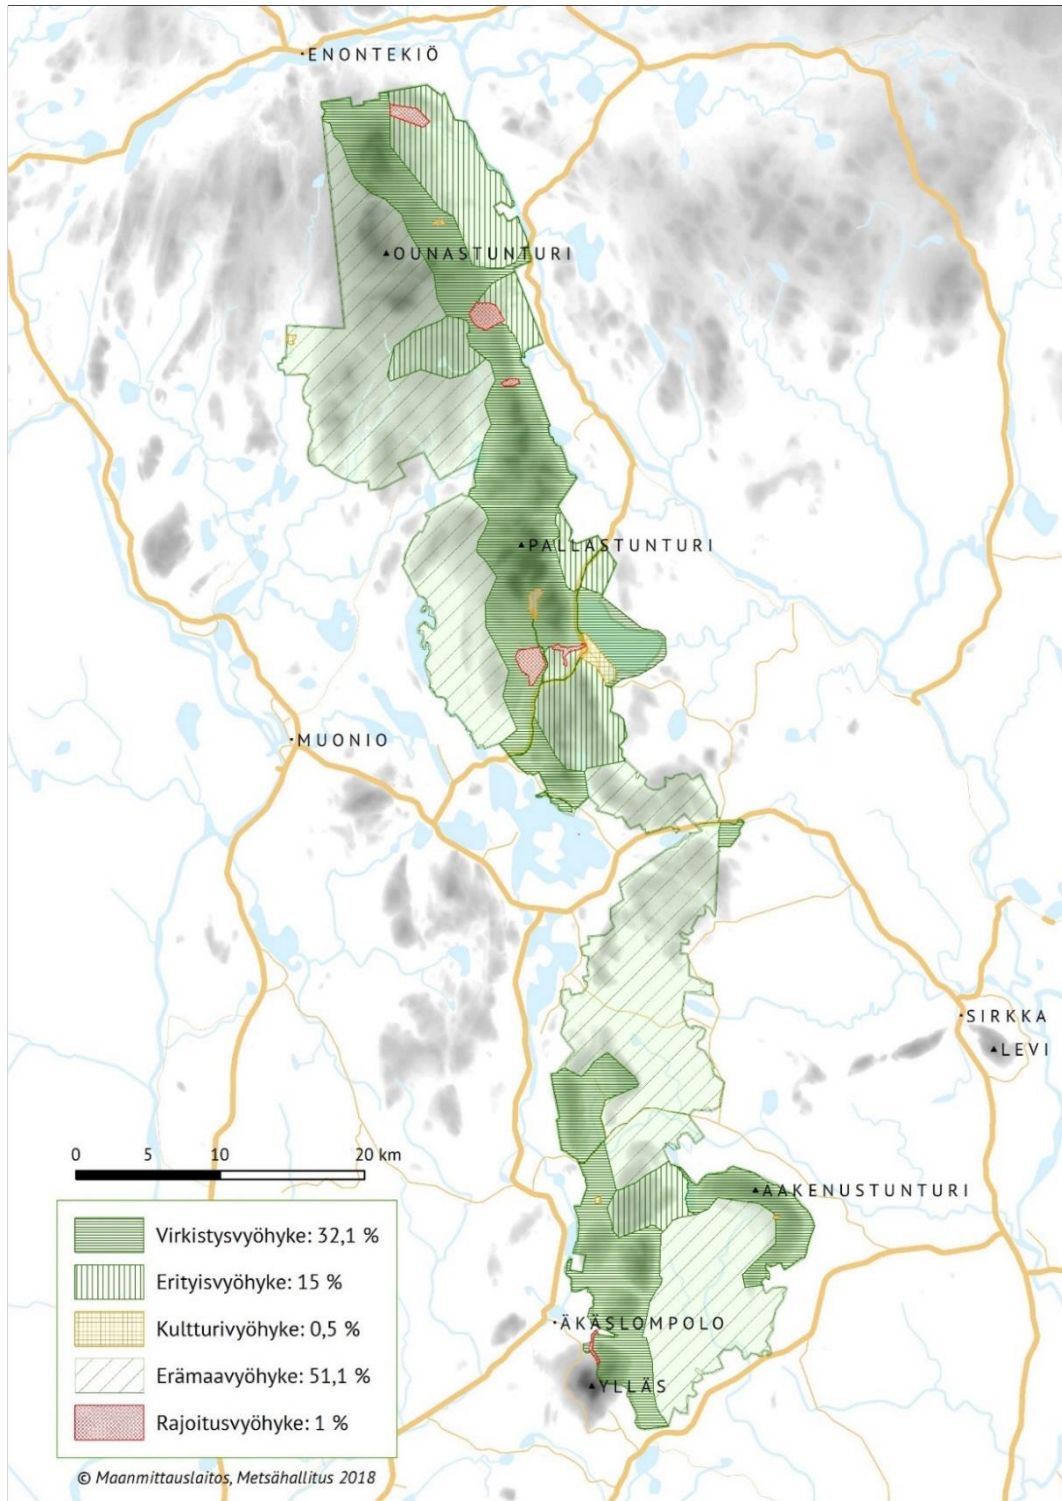 ENONTEKIÖ
OUNASTUNTURI
PALLASTUNTURI
MUONIO
SIRKKA
LEVI
0 5 10 20 km
AAKENUSTUNTURI
Virkistysvyöhyke: 32,1 %
Erityisvyöhyke: 15 %
Kultturivyöhyke: 0,5 %
ÄKÄSLOMPOLO
Erämaavyöhyke: 51,1 %
YLLÄS
Rajoitusvyöhyke: 1 %
© Maanmittauslaitos, Metsähallitus 2018